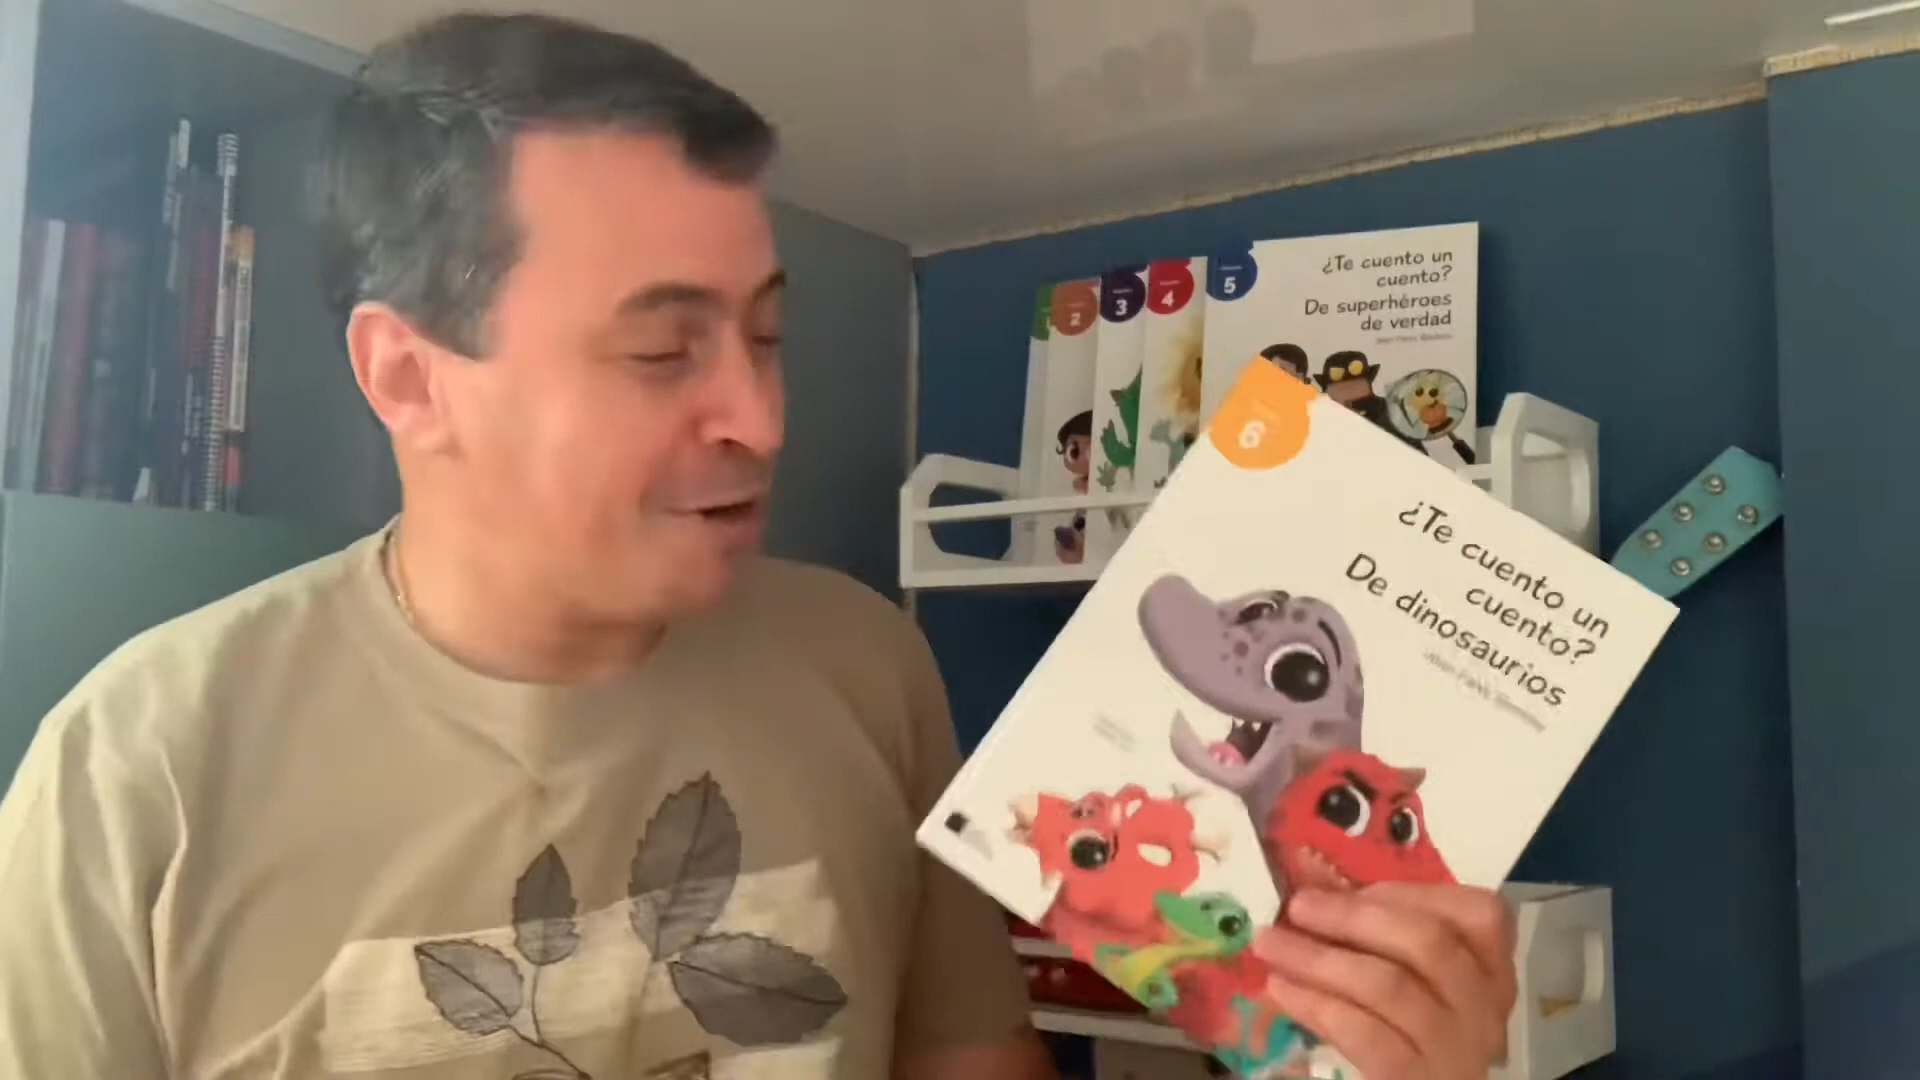 2
3
4
5
¿Te cuento un
cuento?
De superhéroes
de verdad
6
¿Te cuento un
cuento?
De dinosaurios